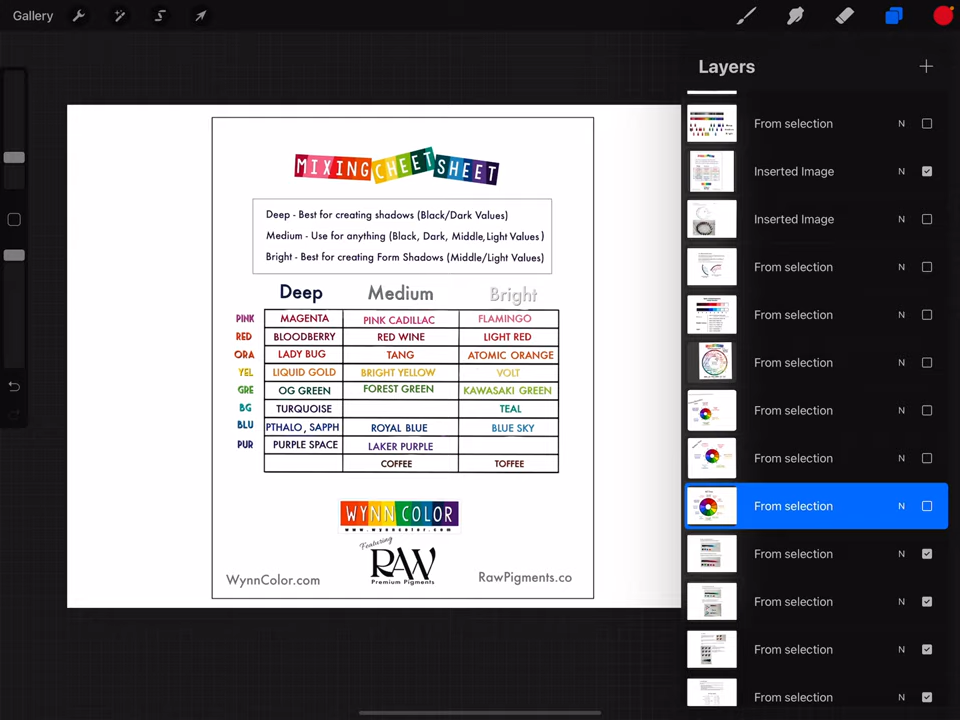 Gallery
Layers
MIXING CHEET SHEET
Deep - Best for creating shadows (Black/Dark Values)
Medium - Use for anything (Black, Dark, Middle,Light Values)
Bright - Best for creating Form Shadows (Middle/Light Values)
Deep Medium Bright
PINK MAGENTA PINK CADILLAC FLAMINGO
RED BLOODBERRY RED WINE LIGHT RED
ORA LADY BUG TANG ATOMIC ORANGE
YEL LIQUID GOLD BRIGHT YELLOW VOLT
GRE OG GREEN FOREST GREEN KAWASAKI GREEN
BG TURQUOISE TEAL
BLU PTHALO, SAPPH ROYAL BLUE BLUE SKY
PUR PURPLE SPACE LAKER PURPLE
COFFEE TOFFEE
WYNN COLOR
www.wynncolor.com
Featuring
RAW
Premium Pigments
WynnColor.com
RawPigments.co
From selection N
Inserted Image N
Inserted Image N
From selection N
From selection N
From selection N
From selection N
From selection N
From selection N
From selection N
From selection N
From selection N
From selection N